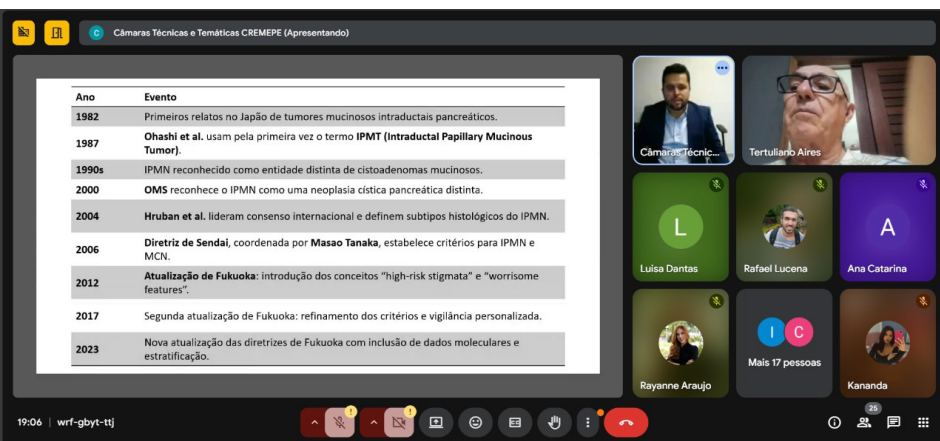 C
Câmaras Técnicas e Temáticas CREMEPE (Apresentando)
Ano Evento
1982 Primeiros relatos no Japão de tumores mucinosos intraductais pancreáticos.
1987 Ohashi et al. usam pela primeira vez o termo IPMT (Intraductal Papillary Mucinous
Tumor).
1990s IPMN reconhecido como entidade distinta de cistoadenomas mucinosos.
2000 OMS reconhece o IPMN como uma neoplasia cística pancreática distinta.
2004 Hruban et al. lideram consenso internacional e definem subtipos histológicos do IPMN.
2006 Diretriz de Sendai, coordenada por Masao Tanaka, estabelece critérios para IPMN e
MCN.
2012 Atualização de Fukuoka: introdução dos conceitos “high-risk stigmata” e “worrisome
features”.
2017 Segunda atualização de Fukuoka: refinamento dos critérios e vigilância personalizada.
2023 Nova atualização das diretrizes de Fukuoka com inclusão de dados moleculares e
estratificação.
Câmaras Técnic...
Tertuliano Aires
L
Luisa Dantas
Rafael Lucena
A
Ana Catarina
Rayanne Araujo
I C
Mais 17 pessoas
Kananda
19:06 | wrf-gbyt-ttj
25